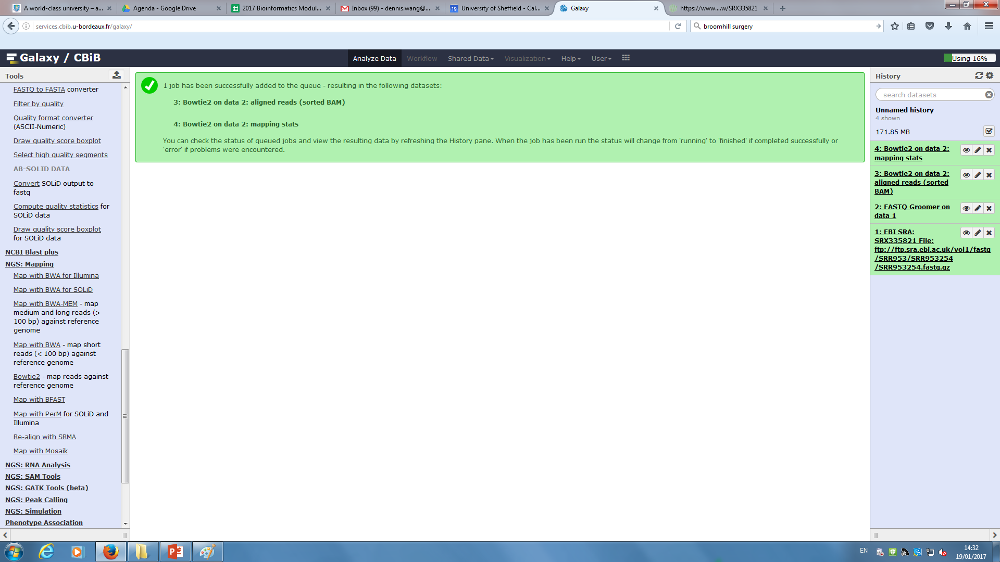 A world-class university – a...
Agenda - Google Drive
2017 Bioinformatics Modul...
Inbox (99) - dennis.wang@...
University of Sheffield - Cal...
Galaxy
https://www....w/SRX335821
services.cbib.u-bordeaux.fr/galaxy/
broomhill surgery
Galaxy / CBiB
Analyze Data
Workflow
Shared Data
Visualization
Help
User
Using 16%
Tools
FASTQ to FASTA converter
Filter by quality
Quality format converter
(ASCII-Numeric)
Draw quality score boxplot
Select high quality segments
AB-SOLID DATA
Convert SOLiD output to
fastq
Compute quality statistics for
SOLiD data
Draw quality score boxplot
for SOLiD data
NCBI Blast plus
NGS: Mapping
Map with BWA for Illumina
Map with BWA for SOLiD
Map with BWA-MEM - map
medium and long reads (>
100 bp) against reference
genome
Map with BWA - map short
reads (< 100 bp) against
reference genome
Bowtie2 - map reads against
reference genome
Map with BFAST
Map with PerM for SOLiD and
Illumina
Re-align with SRMA
Map with Mosaik
NGS: RNA Analysis
NGS: SAM Tools
NGS: GATK Tools (beta)
NGS: Peak Calling
NGS: Simulation
Phenotype Association
1 job has been successfully added to the queue - resulting in the following datasets:
3: Bowtie2 on data 2: aligned reads (sorted BAM)
4: Bowtie2 on data 2: mapping stats
You can check the status of queued jobs and view the resulting data by refreshing the History pane. When the job has been run the status will change from 'running' to 'finished' if completed successfully or
'error' if problems were encountered.
History
search datasets
Unnamed history
4 shown
171.85 MB
4: Bowtie2 on data 2:
mapping stats
3: Bowtie2 on data 2:
aligned reads (sorted
BAM)
2: FASTQ Groomer on
data 1
1: EBI SRA:
SRX335821 File:
ftp://ftp.sra.ebi.ac.uk/vol1/fastq
/SRR953/SRR953254
/SRR953254.fastq.gz
EN
14:32
19/01/2017